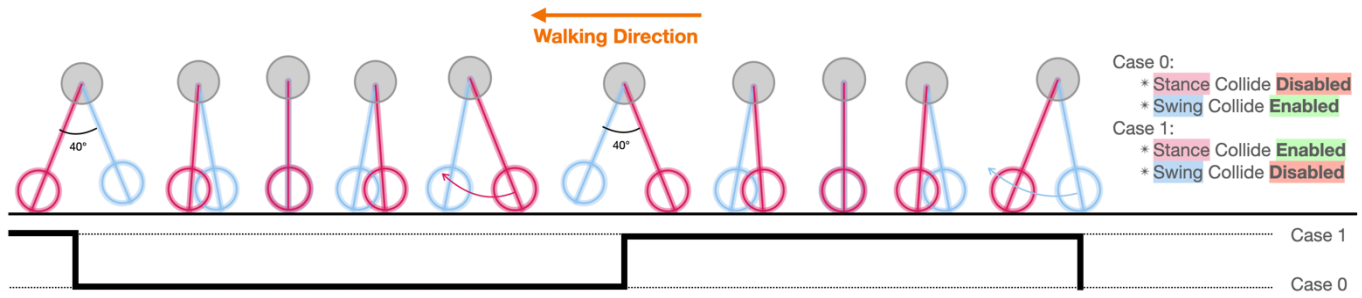 Walking Direction
40°
40°
Case 0:
* Stance Collide Disabled
* Swing Collide Enabled
Case 1:
* Stance Collide Enabled
* Swing Collide Disabled
Case 1
Case 0